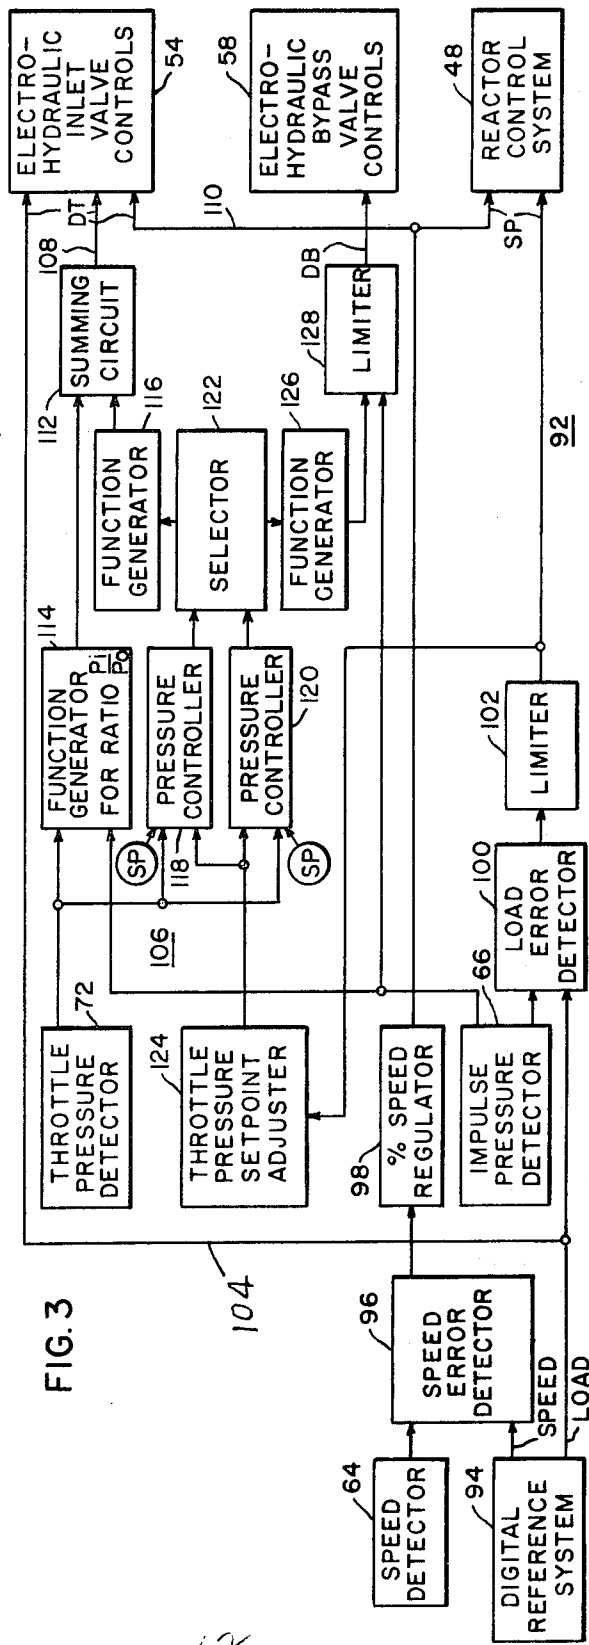 FIG. 3
SPEED
DETECTOR
64
DIGITAL
REFERENCE
SYSTEM
94
SPEED
LOAD
SPEED
ERROR
DETECTOR
96
104
THROTTLE
PRESSURE
DETECTOR
72
THROTTLE
PRESSURE
SETPOINT
ADJUSTER
124
% SPEED
REGULATOR
98
IMPULSE
PRESSURE
DETECTOR
66
LOAD
ERROR
DETECTOR
100
LIMITER
102
106
FUNCTION
GENERATOR
FOR RATIO Pi
Po
114
SP
PRESSURE
CONTROLLER
118
SP
PRESSURE
CONTROLLER
120
FUNCTION
GENERATOR
116
SELECTOR
122
FUNCTION
GENERATOR
126
SUMMING
CIRCUIT
112
LIMITER
128
108
DT
110
DB
SP
92
ELECTRO-
HYDRAULIC
INLET
VALVE
CONTROLS
54
ELECTRO-
HYDRAULIC
BYPASS
VALVE
CONTROLS
58
REACTOR
CONTROL
SYSTEM
48